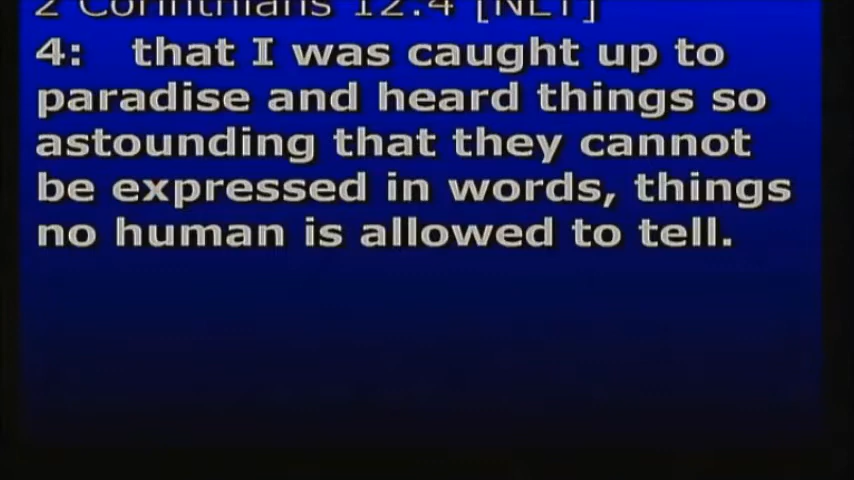 2 Corinthians 12:4 [NLT]
4: that I was caught up to
paradise and heard things so
astounding that they cannot
be expressed in words, things
no human is allowed to tell.